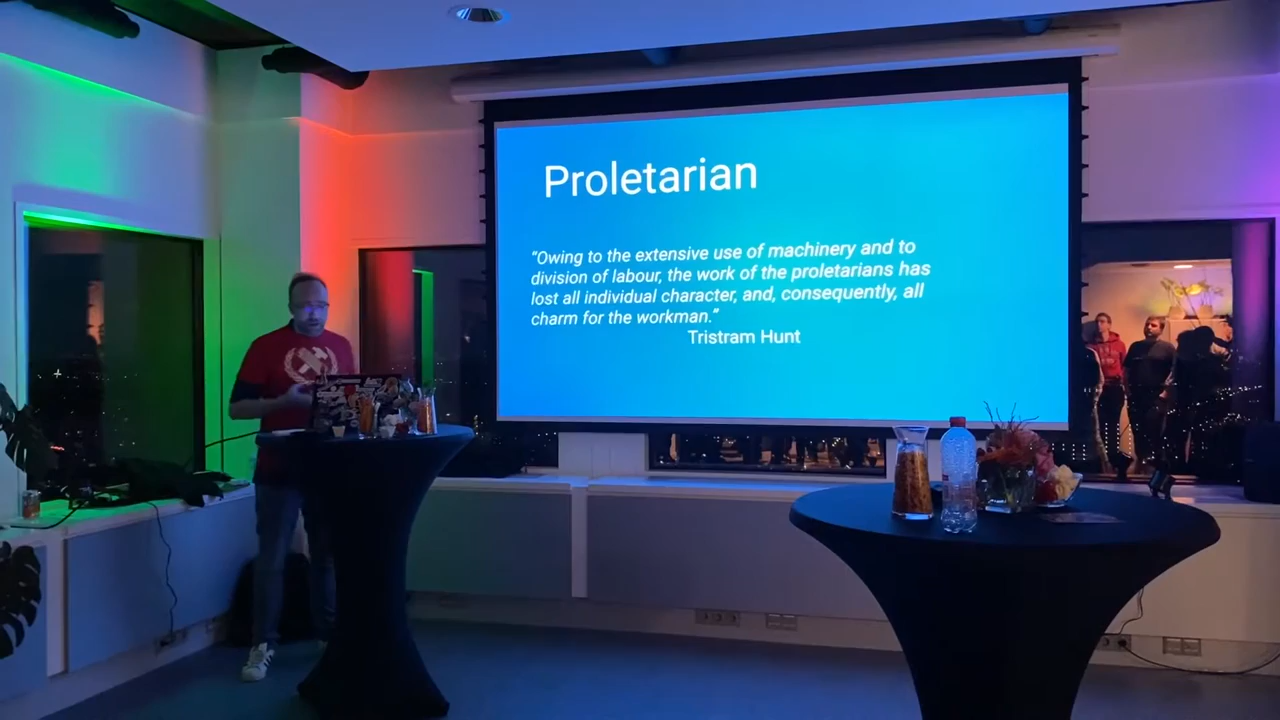 Proletarian
“Owing to the extensive use of machinery and to
division of labour, the work of the proletarians has
lost all individual character, and, consequently, all
charm for the workman.”
Tristram Hunt